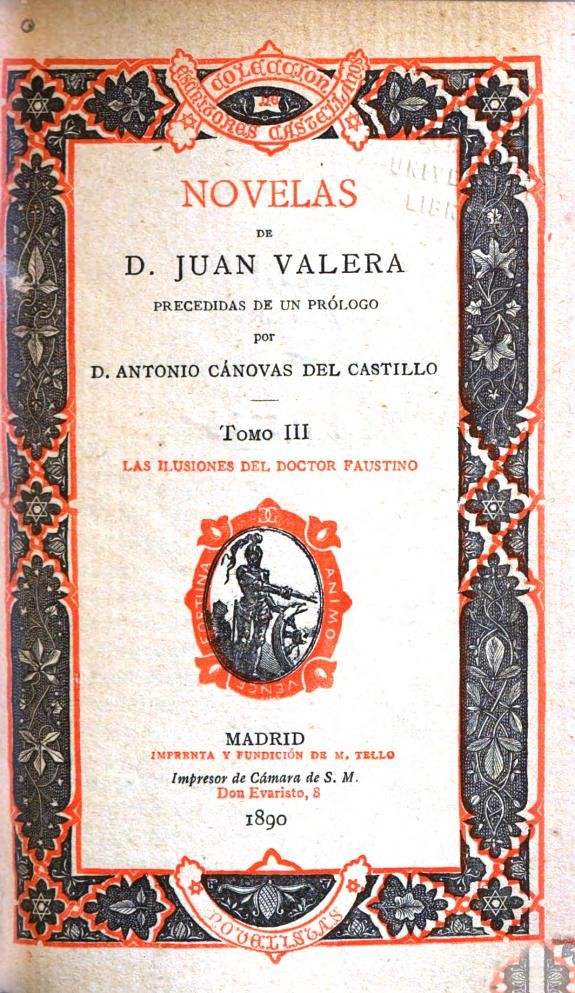 COLECCION
DE
ESCRITORES CASTELLANOS
NOVELAS
DE
D. JUAN VALERA
PRECEDIDAS DE UN PRÓLOGO
por
D. ANTONIO CÁNOVAS DEL CASTILLO
TOMO III
LAS ILUSIONES DEL DOCTOR FAUSTINO
FORTUNA
ANIMO
VENCE
MADRID
IMPRENTA Y FUNDICIÓN DE M. TELLO
Impresor de Cámara de S. M.
Don Evaristo, 8
1890
NOVELISTAS